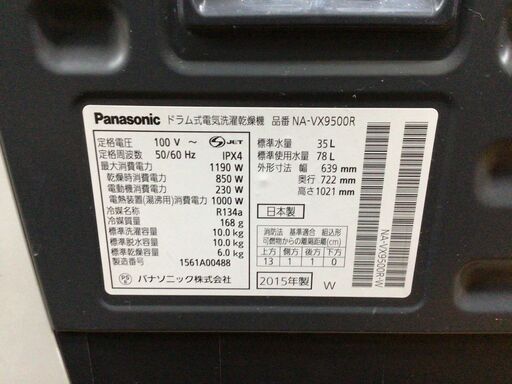 Panasonic ドラム式電気洗濯乾燥機 品番 NA-VX9500R
定格電圧 100 V ～ S JET
定格周波数 50/60 Hz IPX4
最大消費電力 1190 W
乾燥時消費電力 850 W
電動機消費電力 230 W
電熱装置(湯沸用)消費電力 1000 W
冷媒名称 R134a
冷媒質量 168 g
標準洗濯容量 10.0 kg
標準脱水容量 10.0 kg
標準乾燥容量 6.0 kg
製造番号 1561A00488
PS E パナソニック株式会社
標準水量 35 L
標準使用水量 78 L
外形寸法 幅 639 mm
奥行 722 mm
高さ 1021 mm
日本製
消防法 基準適合 組込形
可燃物からの離隔距離(cm)
上方 側方 後方 下方
13 1 1 0
2015年製 W
NA-VX9500R-W